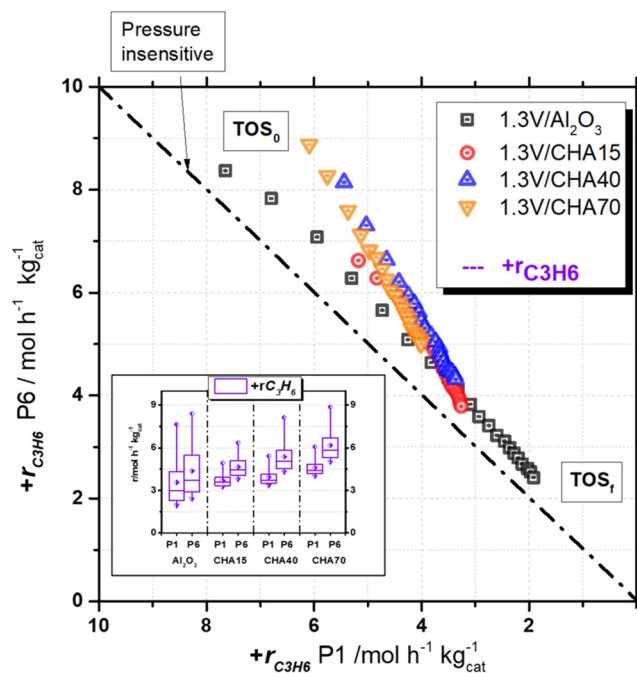 Pressure
insensitive
10
8
6
4
2
0
+rC3H6 P6 / mol h⁻¹ kg⁻¹cat
TOS₀
1.3V/Al₂O₃
1.3V/CHA15
1.3V/CHA40
1.3V/CHA70
+rC3H6
TOSf
+rC₃H₆
9
6
3
0
r/mol h⁻¹ kg⁻¹cat
9
6
3
0
P1 P6 P1 P6 P1 P6 P1 P6
Al₂O₃ CHA15 CHA40 CHA70
10 8 6 4 2 0
+rC3H6 P1 /mol h⁻¹ kg⁻¹cat